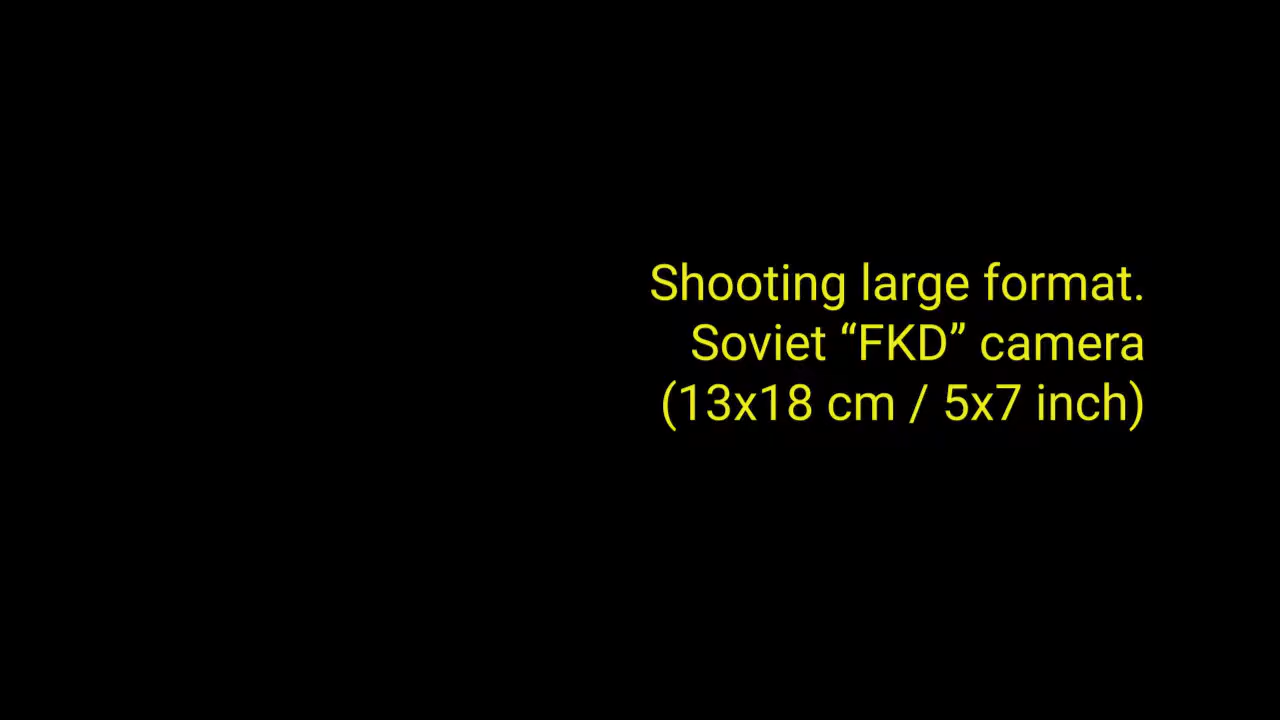 Shooting large format.
Soviet “FKD” camera
(13x18 cm / 5x7 inch)